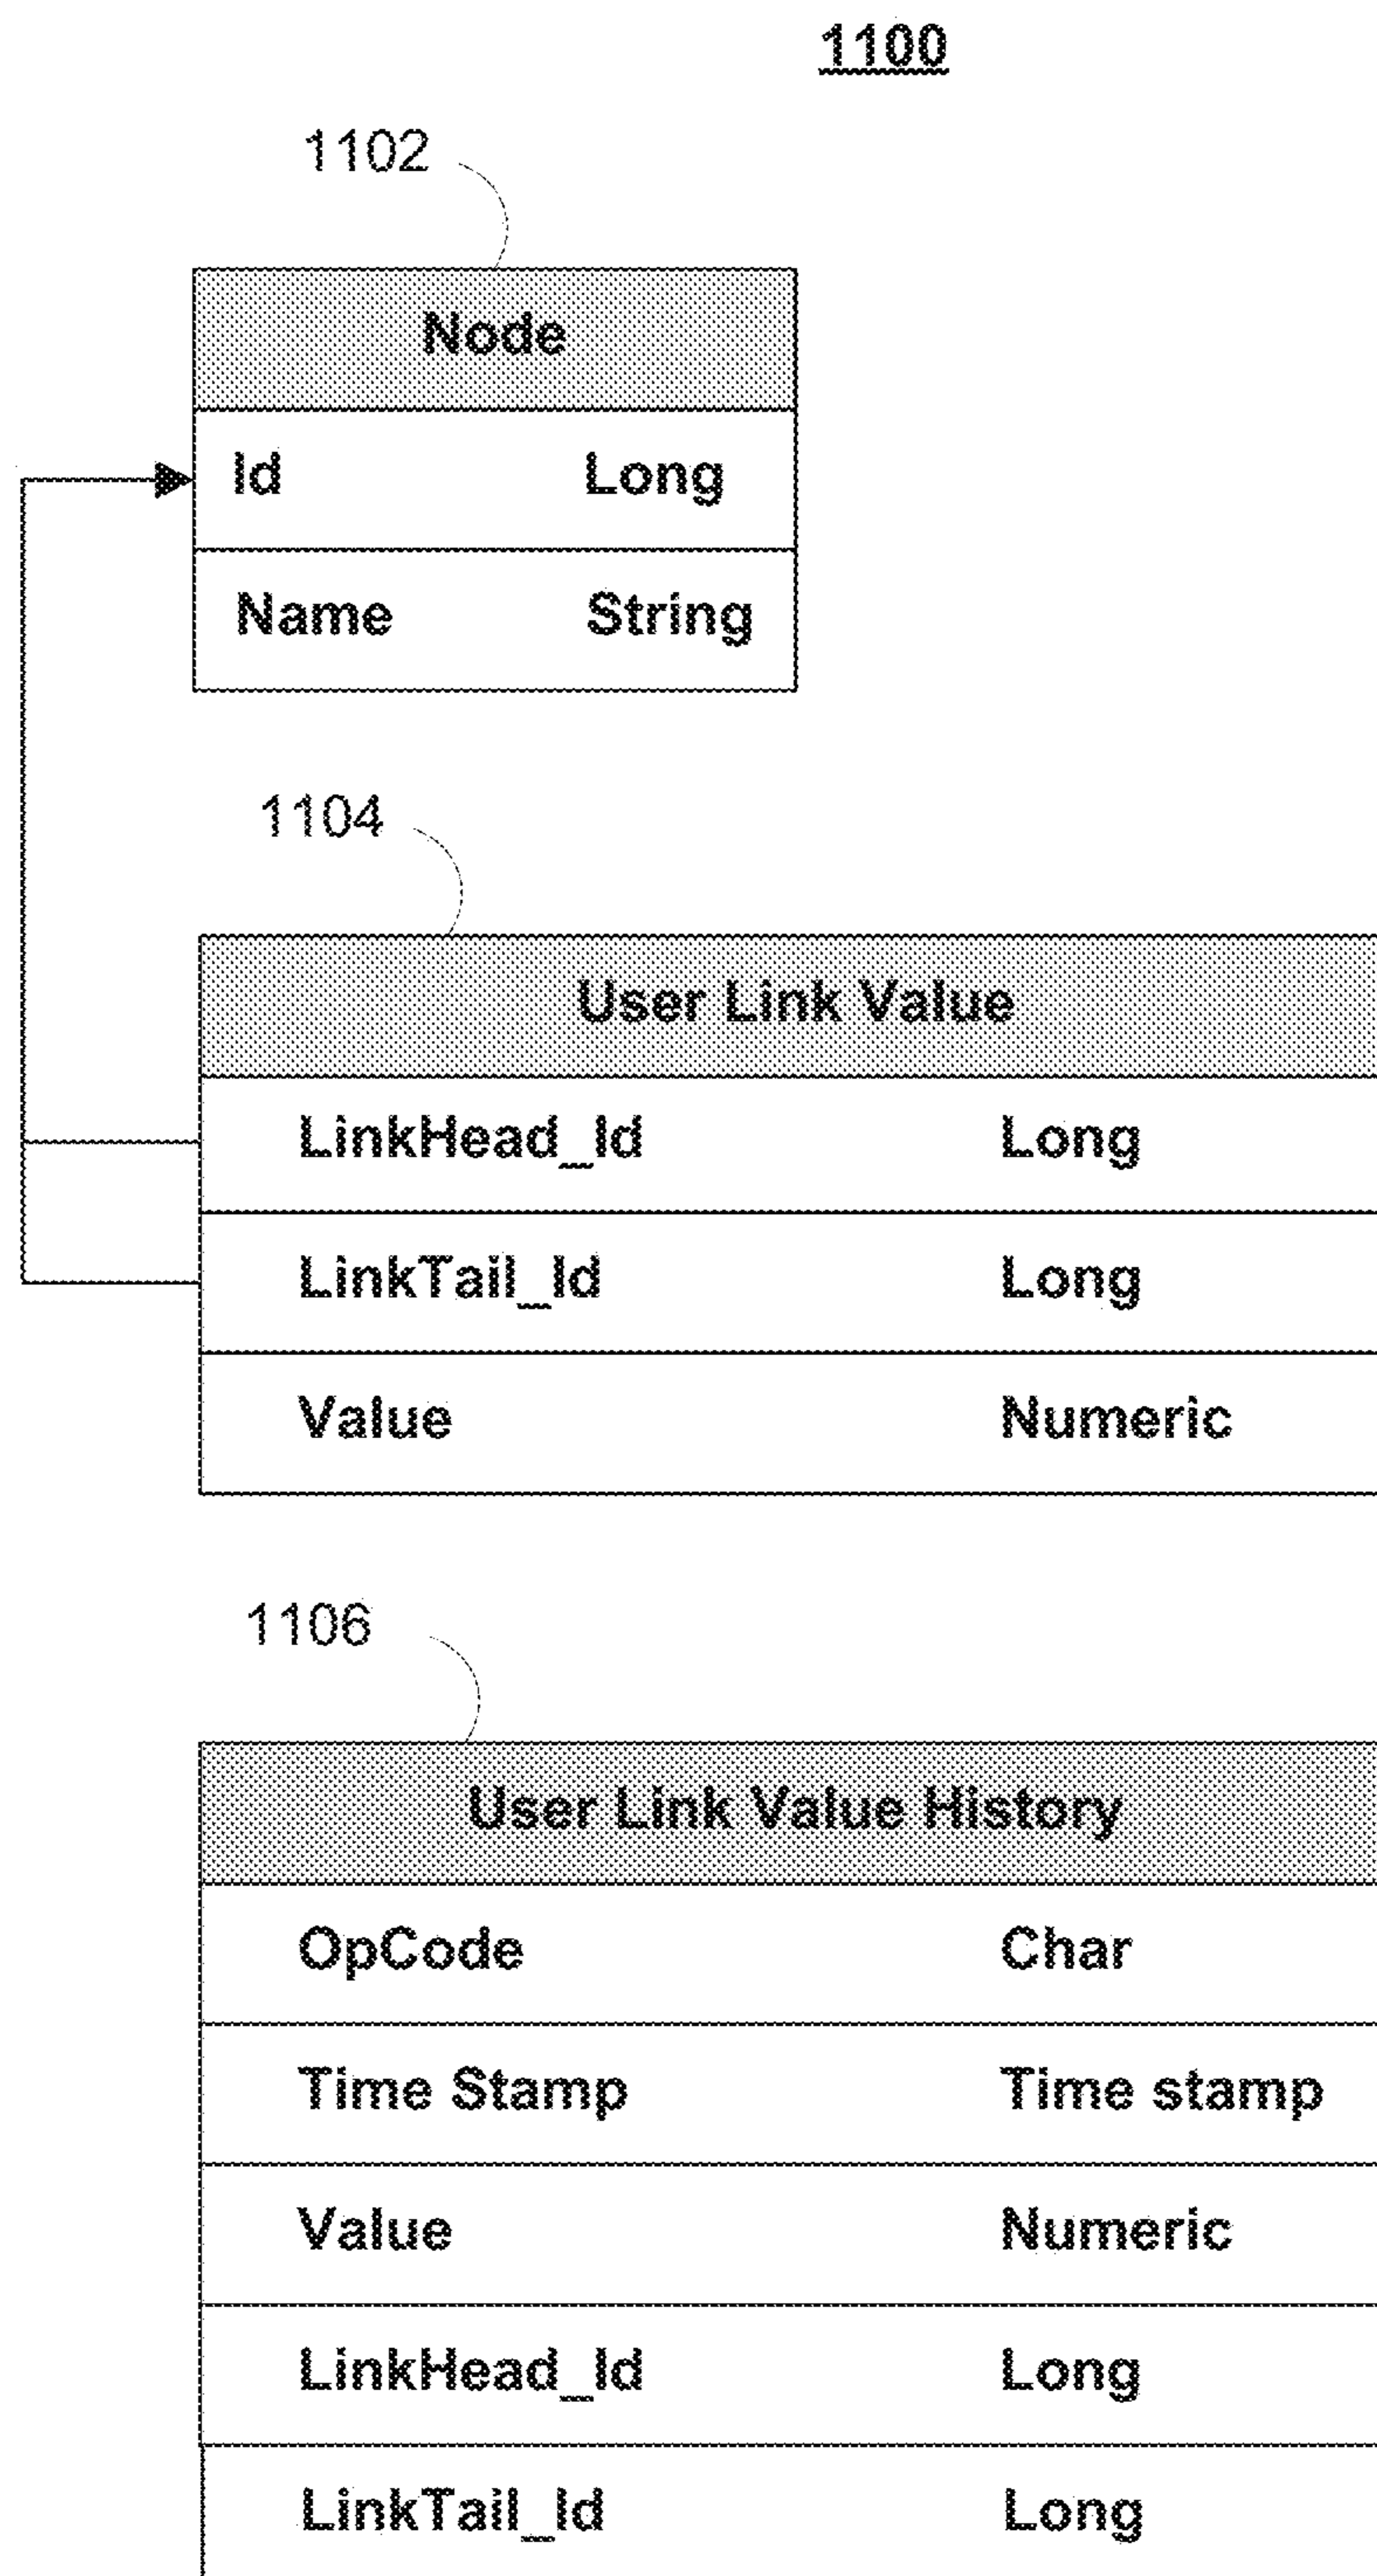 1100
1102
Node
Id Long
Name String
1104
User Link Value
LinkHead_Id Long
LinkTail_Id Long
Value Numeric
1106
User Link Value History
OpCode Char
Time Stamp Time stamp
Value Numeric
LinkHead_Id Long
LinkTail_Id Long